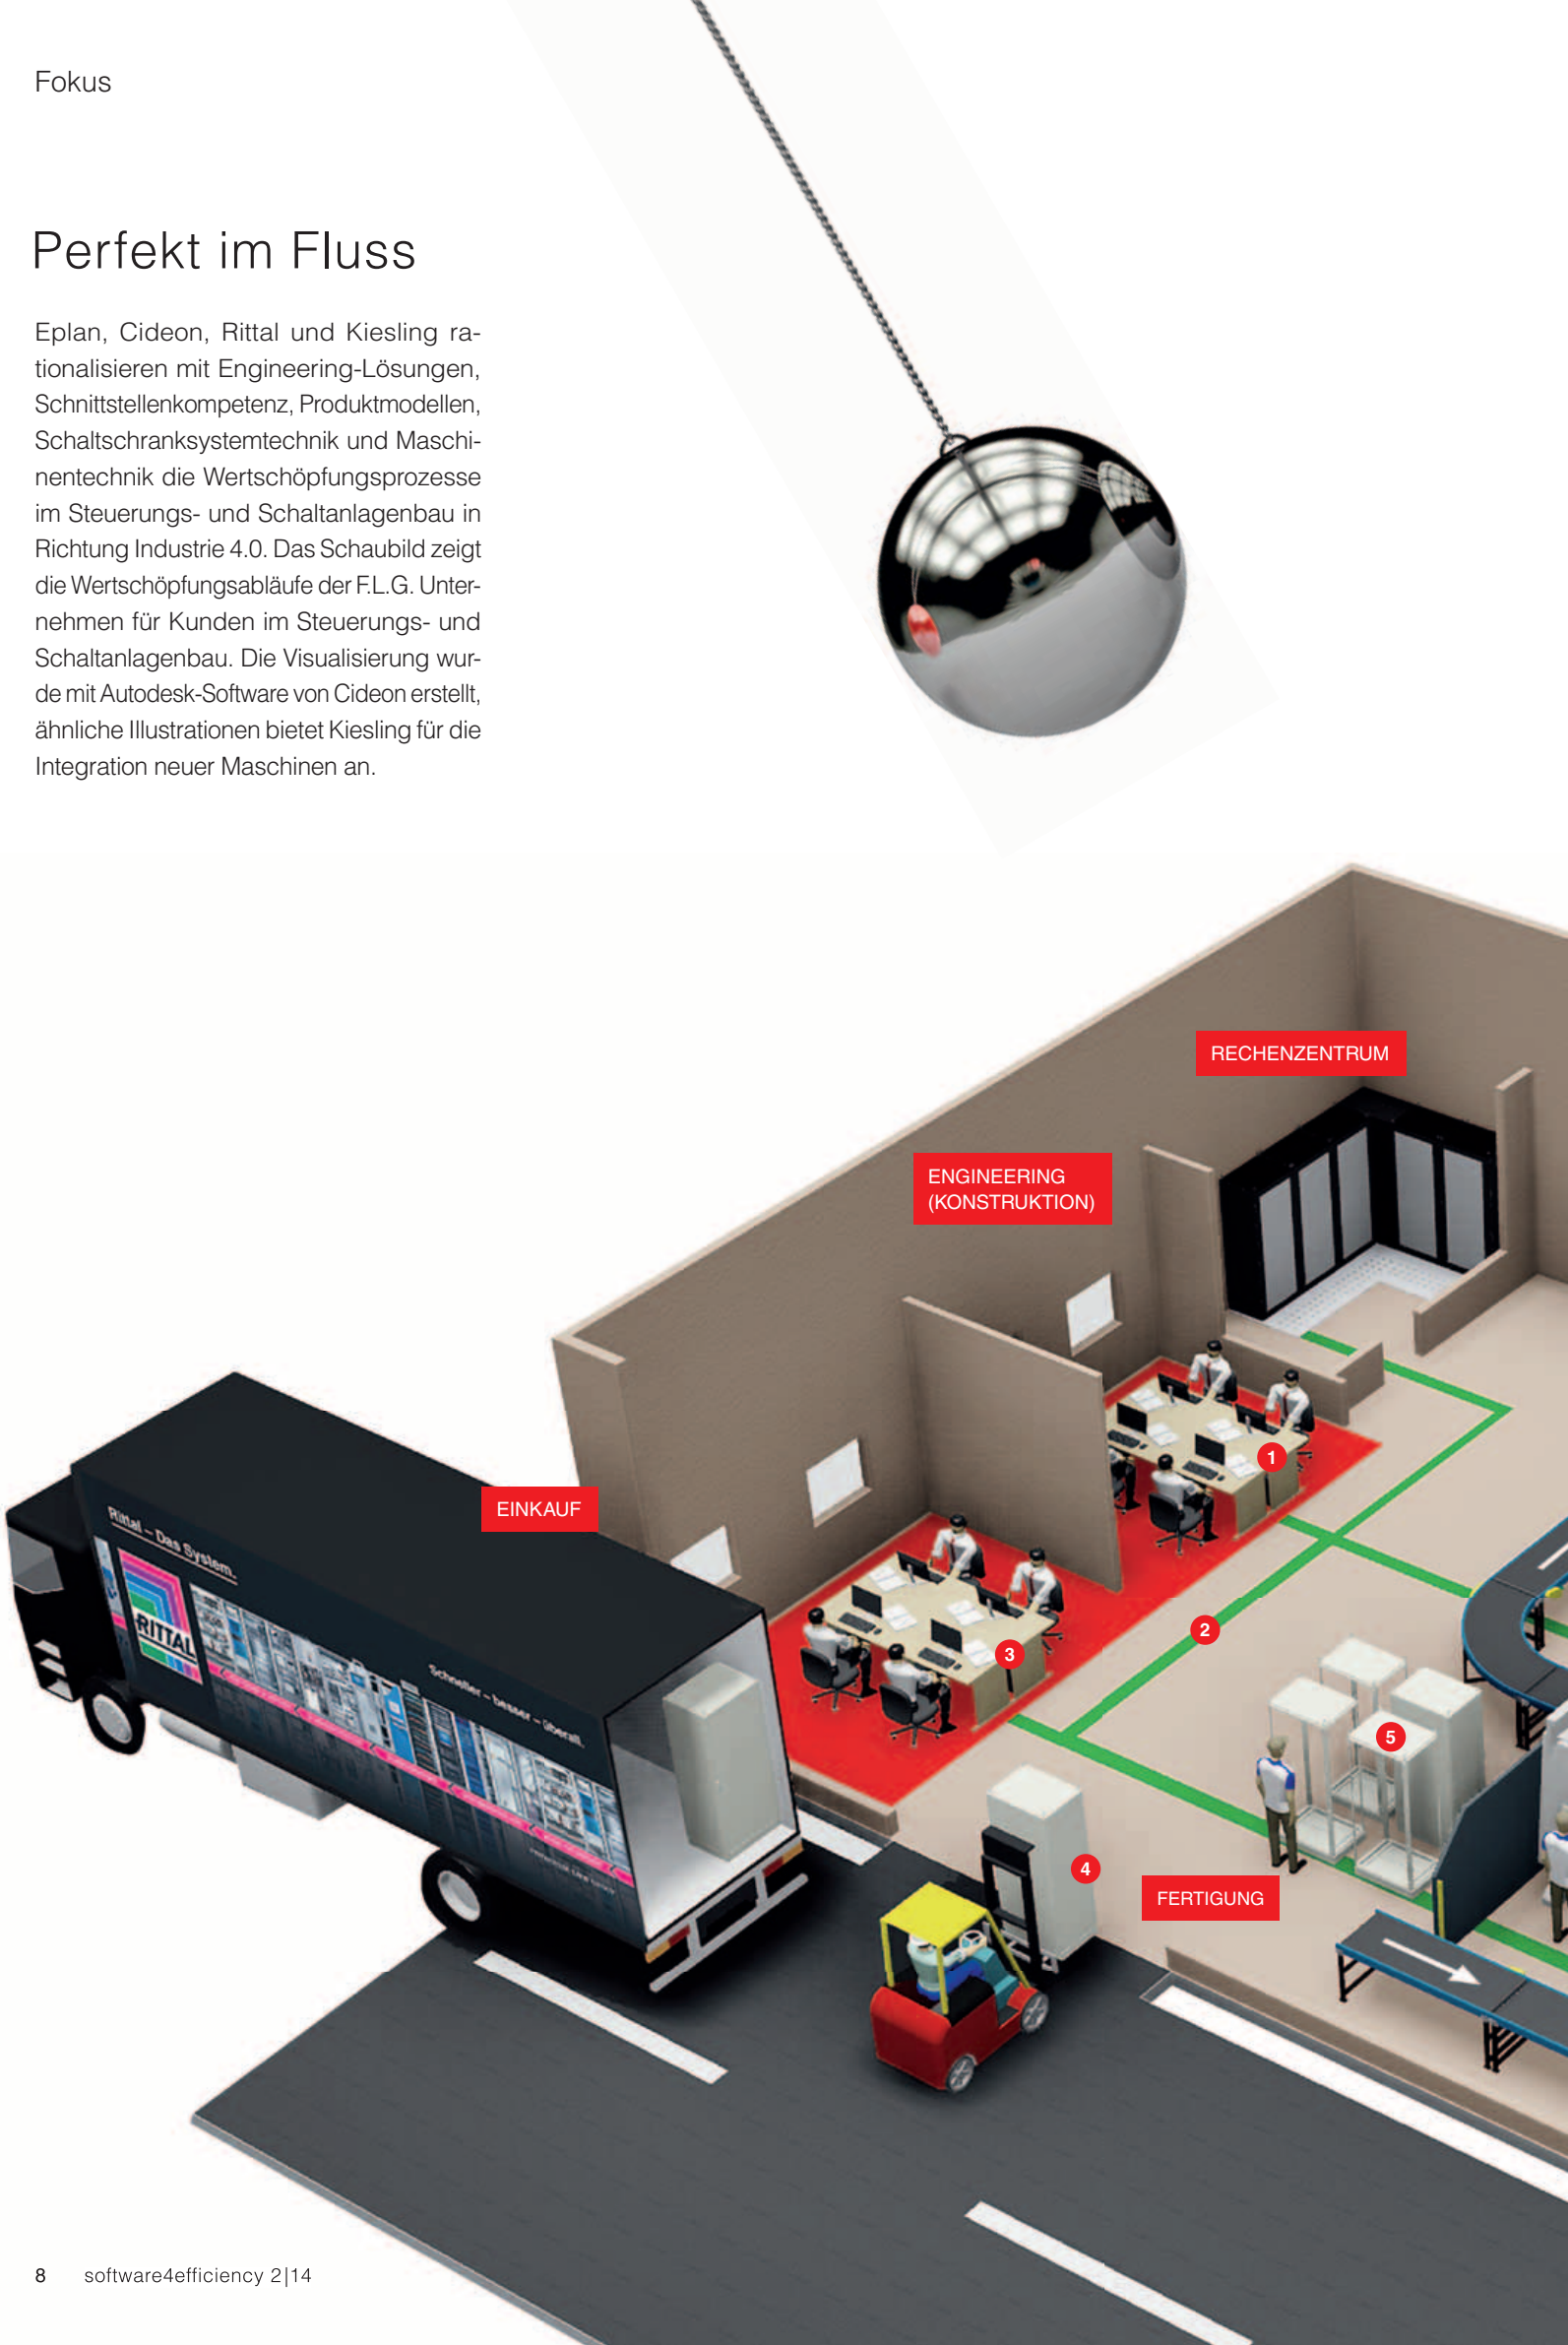 Fokus
Perfekt im Fluss
Eplan, Cideon, Rittal und Kiesling ra-
tionalisieren mit Engineering-Lösungen,
Schnittstellenkompetenz, Produktmodellen,
Schaltschranksystemtechnik und Maschi-
nentechnik die Wertschöpfungsprozesse
im Steuerungs- und Schaltanlagenbau in
Richtung Industrie 4.0. Das Schaubild zeigt
die Wertschöpfungsabläufe der F.L.G. Unter-
nehmen für Kunden im Steuerungs- und
Schaltanlagenbau. Die Visualisierung wur-
de mit Autodesk-Software von Cideon erstellt,
ähnliche Illustrationen bietet Kiesling für die
Integration neuer Maschinen an.
RECHENZENTRUM
ENGINEERING
(KONSTRUKTION)
1
EINKAUF
Rittal – Das System.
RITTAL
Schneller – besser – überall.
2
3
5
4
FERTIGUNG
8 software4efficiency 2|14